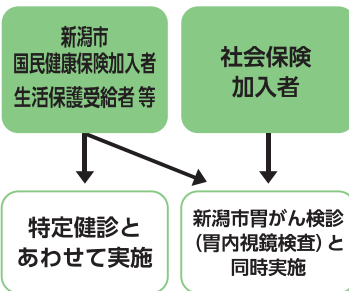 新潟市
国民健康保険加入者
生活保護受給者 等
社会保険
加入者
特定健診と
あわせて実施
新潟市胃がん検診
(胃内視鏡検査)と
同時実施